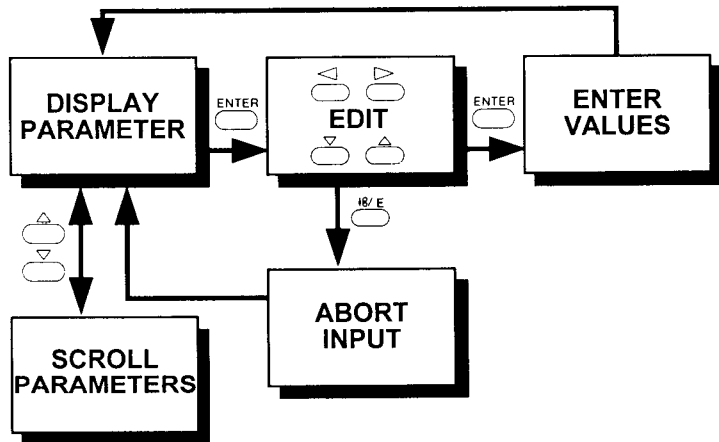 DISPLAY
PARAMETER
ENTER
EDIT
ENTER
ENTER
VALUES
ABORT
INPUT
SCROLL
PARAMETERS